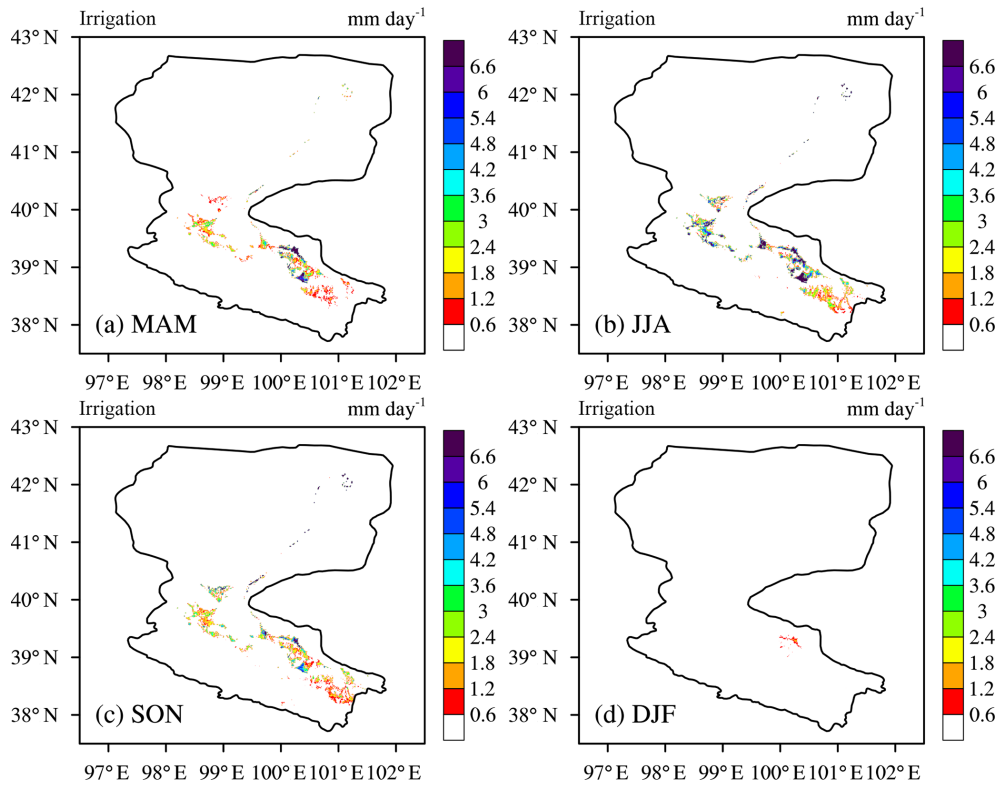 Irrigation mm day-1
43° N
42° N
41° N
40° N
39° N
38° N
97° E 98° E 99° E 100° E 101° E 102° E
6.6
6
5.4
4.8
4.2
3.6
3
2.4
1.8
1.2
0.6
(a) MAM
Irrigation mm day-1
43° N
42° N
41° N
40° N
39° N
38° N
97° E 98° E 99° E 100° E 101° E 102° E
6.6
6
5.4
4.8
4.2
3.6
3
2.4
1.8
1.2
0.6
(b) JJA
Irrigation mm day-1
43° N
42° N
41° N
40° N
39° N
38° N
97° E 98° E 99° E 100° E 101° E 102° E
6.6
6
5.4
4.8
4.2
3.6
3
2.4
1.8
1.2
0.6
(c) SON
Irrigation mm day-1
43° N
42° N
41° N
40° N
39° N
38° N
97° E 98° E 99° E 100° E 101° E 102° E
6.6
6
5.4
4.8
4.2
3.6
3
2.4
1.8
1.2
0.6
(d) DJF